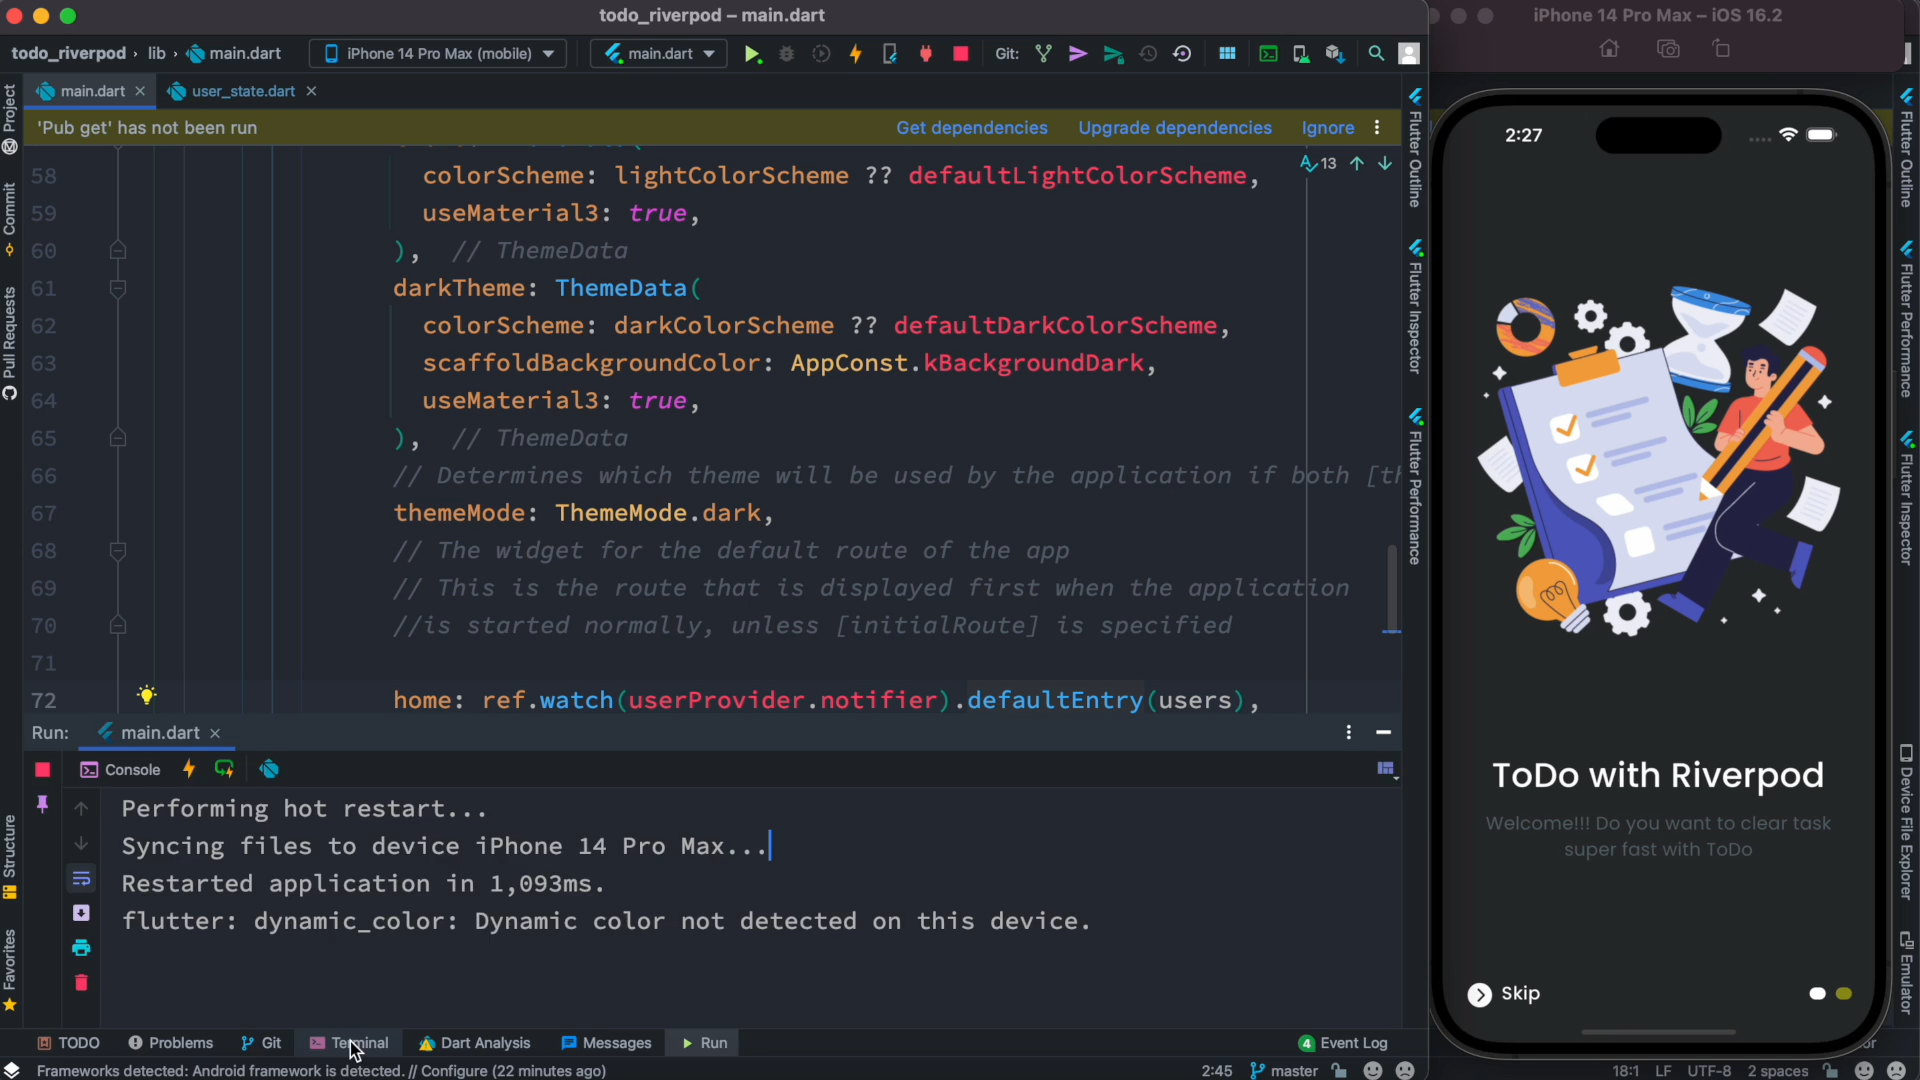 todo_riverpod – main.dart
iPhone 14 Pro Max – iOS 16.2
todo_riverpod › lib › main.dart
iPhone 14 Pro Max (mobile)
main.dart
Git:
main.dart
user_state.dart
'Pub get' has not been run
Get dependencies
Upgrade dependencies
Ignore
13
58 colorScheme: lightColorScheme ?? defaultLightColorScheme,
59 useMaterial3: true,
60 ), // ThemeData
61 darkTheme: ThemeData(
62 colorScheme: darkColorScheme ?? defaultDarkColorScheme,
63 scaffoldBackgroundColor: AppConst.kBackgroundDark,
64 useMaterial3: true,
65 ), // ThemeData
66 // Determines which theme will be used by the application if both [th
67 themeMode: ThemeMode.dark,
68 // The widget for the default route of the app
69 // This is the route that is displayed first when the application
70 //is started normally, unless [initialRoute] is specified
71
72 home: ref.watch(userProvider.notifier).defaultEntry(users),
Project
Commit
Pull Requests
Structure
Favorites
Flutter Outline
Flutter Inspector
Flutter Performance
Run:
main.dart
Console
Performing hot restart...
Syncing files to device iPhone 14 Pro Max...
Restarted application in 1,093ms.
flutter: dynamic_color: Dynamic color not detected on this device.
TODO
Problems
Git
Terminal
Dart Analysis
Messages
Run
4 Event Log
Frameworks detected: Android framework is detected. // Configure (22 minutes ago)
2:45
master
2:27
ToDo with Riverpod
Welcome!!! Do you want to clear task
super fast with ToDo
Skip
Flutter Outline
Flutter Performance
Flutter Inspector
Device File Explorer
Emulator
18:1
LF
UTF-8
2 spaces